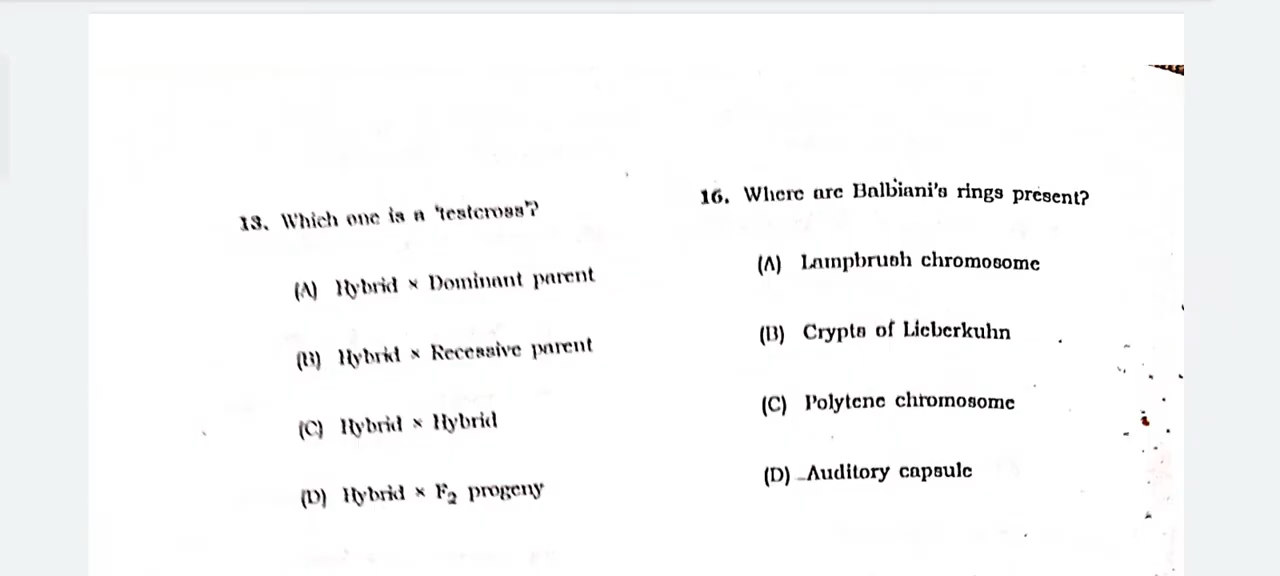 13. Which one is a 'testcross'?
(A) Hybrid × Dominant parent
(B) Hybrid × Recessive parent
(C) Hybrid × Hybrid
(D) Hybrid × F₂ progeny
16. Where are Balbiani's rings present?
(A) Lampbrush chromosome
(B) Crypts of Lieberkuhn
(C) Polytene chromosome
(D) Auditory capsule